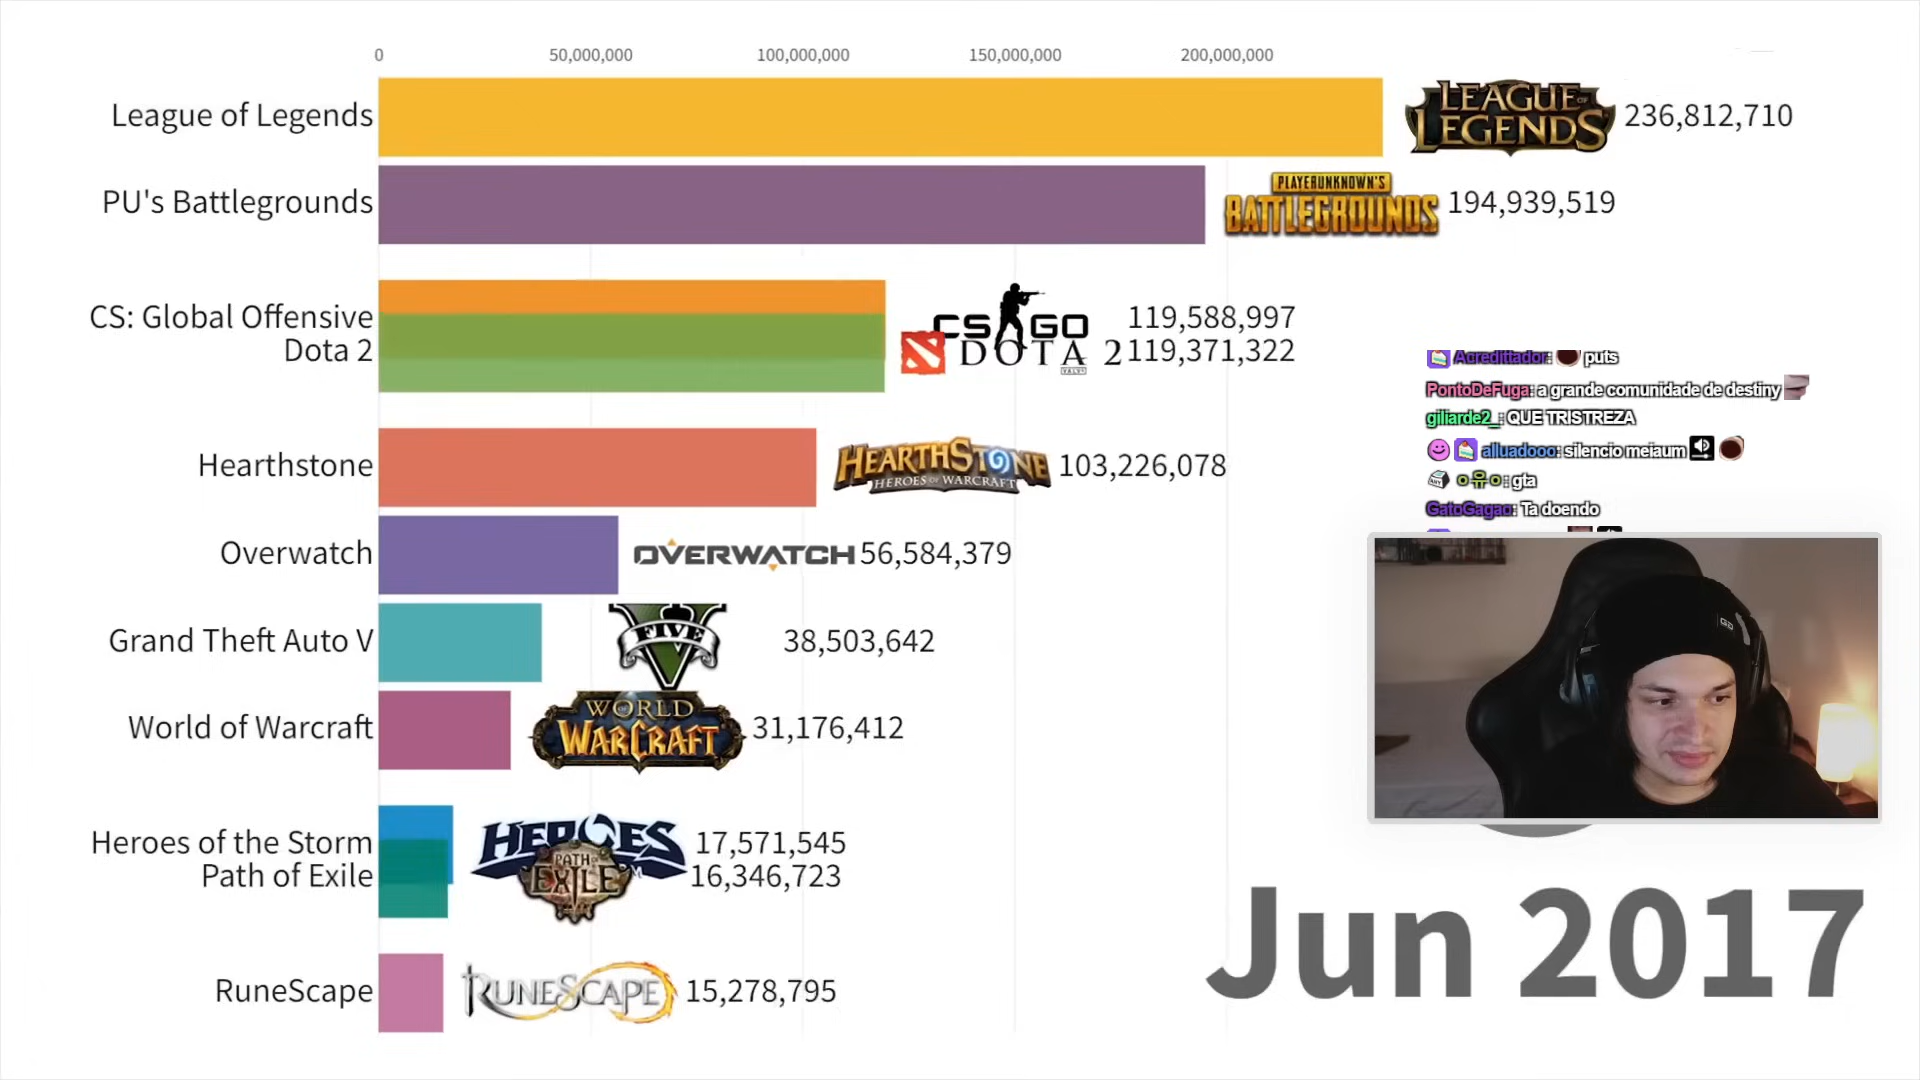 0 50,000,000 100,000,000 150,000,000 200,000,000
League of Legends LEAGUE OF LEGENDS 236,812,710
PU's Battlegrounds PLAYERUNKNOWN'S BATTLEGROUNDS 194,939,519
CS: Global Offensive CS GO 119,588,997
Dota 2 DOTA 2 119,371,322
Hearthstone HEARTHSTONE HEROES OF WARCRAFT 103,226,078
Overwatch OVERWATCH 56,584,379
Grand Theft Auto V FIVE V 38,503,642
World of Warcraft WORLD WARCRAFT 31,176,412
Heroes of the Storm HEROES 17,571,545
Path of Exile PATH OF EXILE 16,346,723
RuneScape RUNESCAPE 15,278,795
Acredittador: puts
PontoDeFuga: a grande comunidade de destiny
giliarde2_: QUE TRISTREZA
alluadooo: silencio meiaum
ㅇ유ㅇ: gta
GatoGagao: Ta doendo
Jun 2017